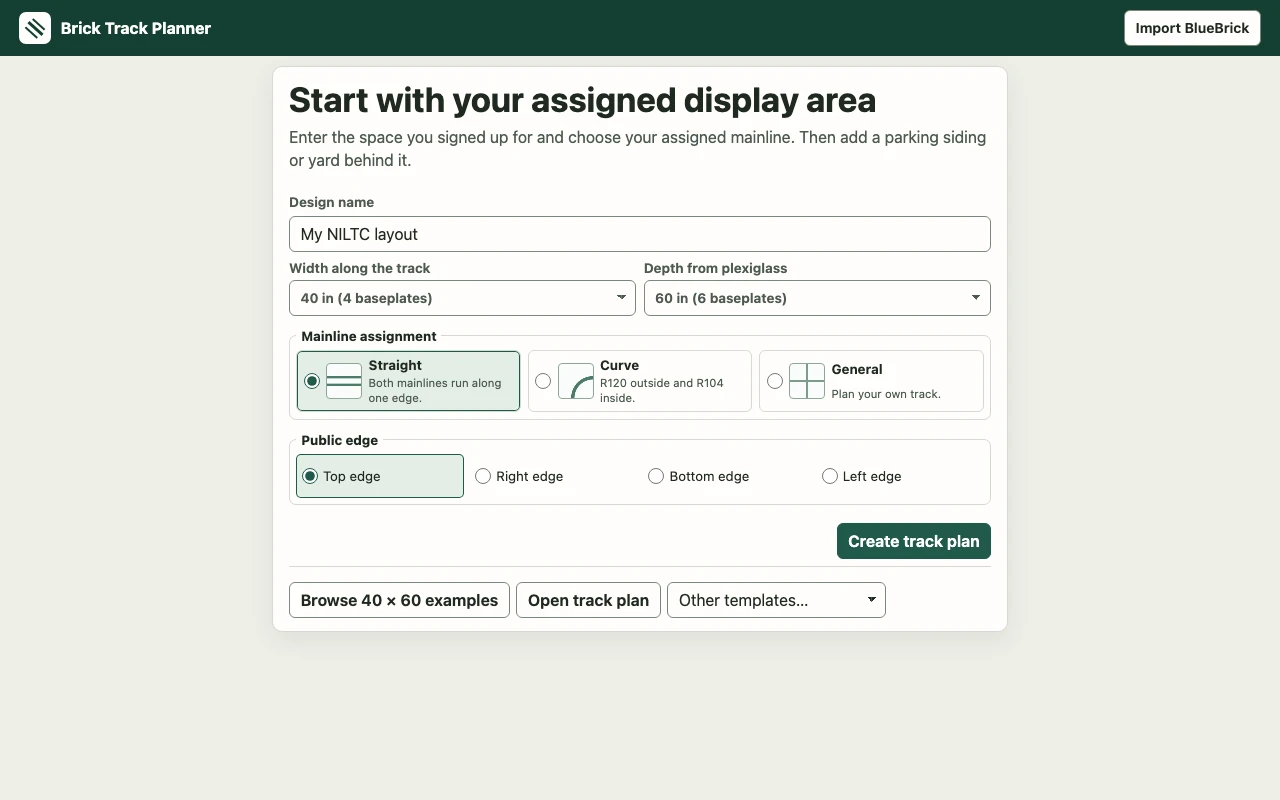 Brick Track Planner
Import BlueBrick
Start with your assigned display area
Enter the space you signed up for and choose your assigned mainline. Then add a parking siding
or yard behind it.
Design name
My NILTC layout
Width along the track
Depth from plexiglass
40 in (4 baseplates)
60 in (6 baseplates)
Mainline assignment
Straight
Both mainlines run along
one edge.
Curve
R120 outside and R104
inside.
General
Plan your own track.
Public edge
Top edge
Right edge
Bottom edge
Left edge
Create track plan
Browse 40 × 60 examples
Open track plan
Other templates...